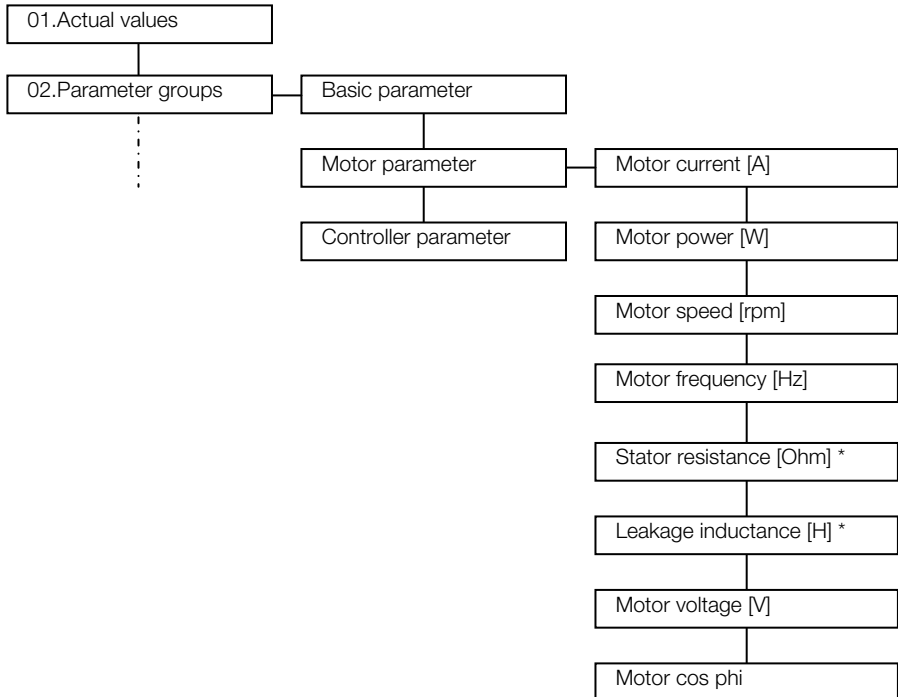 01.Actual values
02.Parameter groups
Basic parameter
Motor parameter
Motor current [A]
Controller parameter
Motor power [W]
Motor speed [rpm]
Motor frequency [Hz]
Stator resistance [Ohm] *
Leakage inductance [H] *
Motor voltage [V]
Motor cos phi